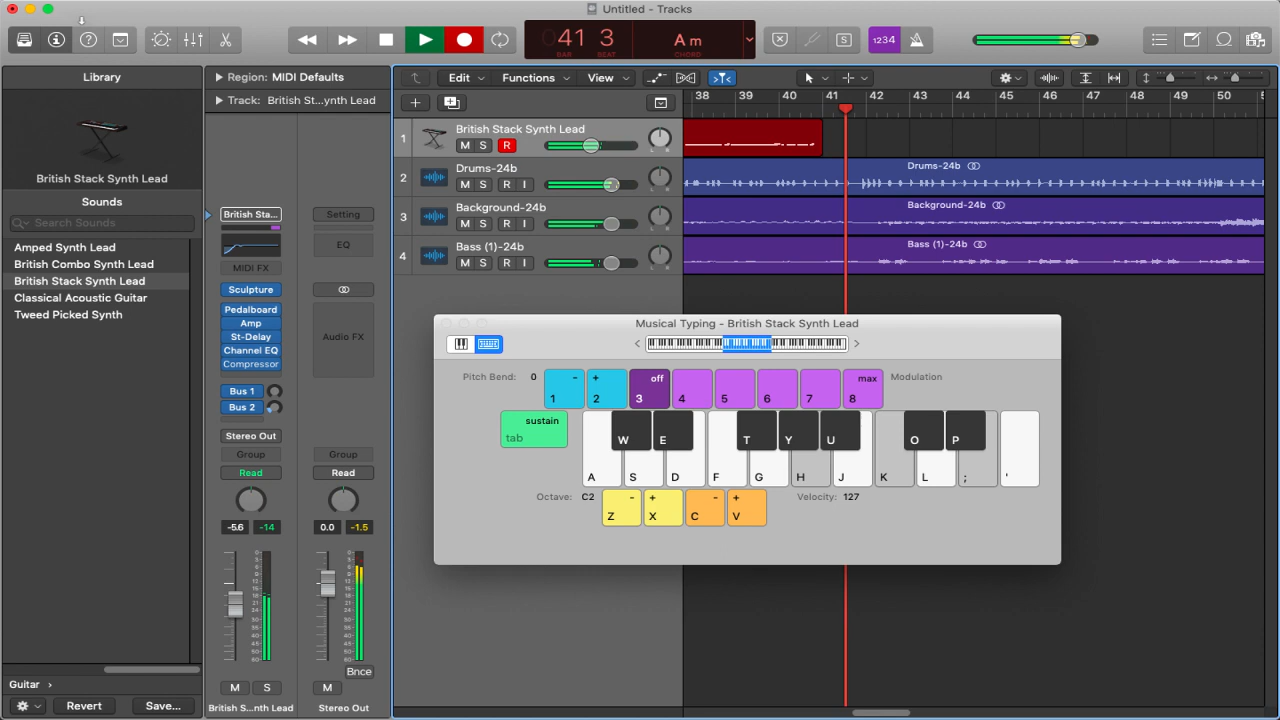 Untitled - Tracks
41 3
BAR BEAT
Am
CHORD
1234
Library
Region: MIDI Defaults
Track: British St...ynth Lead
Edit
Functions
View
38 39 40 41 42 43 44 45 46 47 48 49 50
British Stack Synth Lead
Sounds
Search Sounds
Amped Synth Lead
British Combo Synth Lead
British Stack Synth Lead
Classical Acoustic Guitar
Tweed Picked Synth
Guitar
Revert
Save...
British Sta...
MIDI FX
Sculpture
Pedalboard
Amp
St-Delay
Channel EQ
Compressor
Bus 1
Bus 2
Stereo Out
Group
Read
-5.6 -14
M S
British S...nth Lead
Setting
EQ
Audio FX
Group
Read
0.0 -1.5
Bnce
M
Stereo Out
1 British Stack Synth Lead
M S R
2 Drums-24b
M S R I
3 Background-24b
M S R I
4 Bass (1)-24b
M S R I
Drums-24b
Background-24b
Bass (1)-24b
Musical Typing - British Stack Synth Lead
Pitch Bend: 0
- + off max
1 2 3 4 5 6 7 8
Modulation
sustain
tab
W E T Y U O P
A S D F G H J K L ; '
Octave: C2
- + - +
Z X C V
Velocity: 127